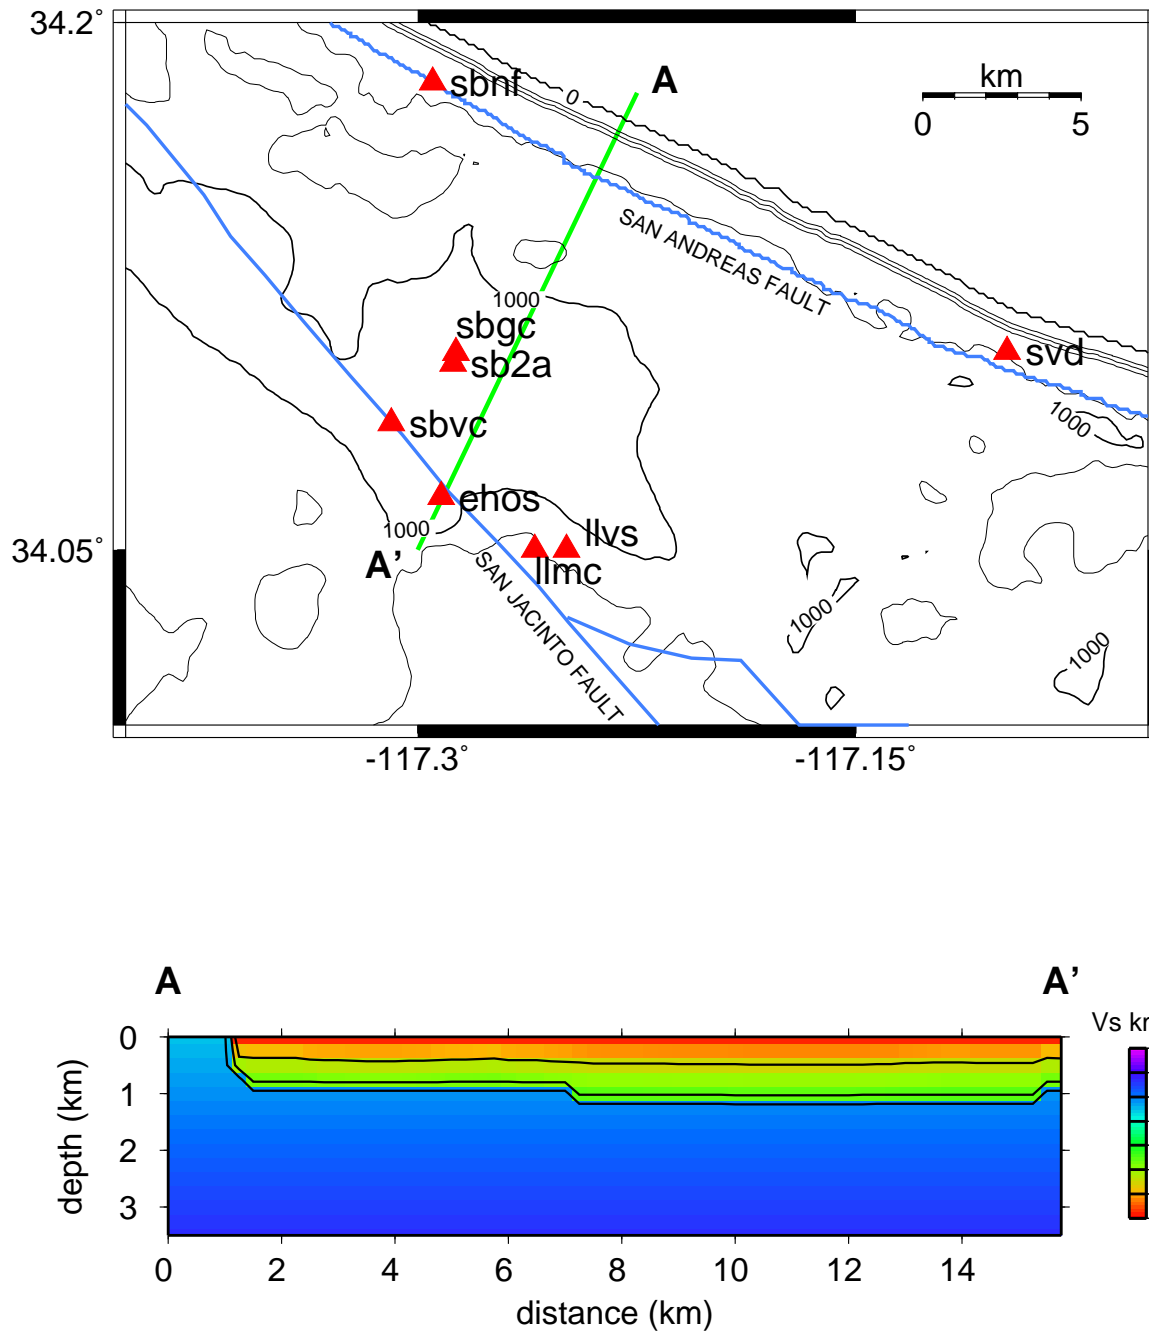 34.2°
sbnf
A
0
km
0 5
SAN ANDREAS FAULT
1000
sbgc
sb2a
svd
sbvc
1000
ehos
1000
llvs
34.05°
A’
llmc
SAN JACINTO FAULT
1000
1000
-117.3° -117.15°
A A’
Vs kr
0
1
2
3
depth (km)
0 2 4 6 8 10 12 14
distance (km)